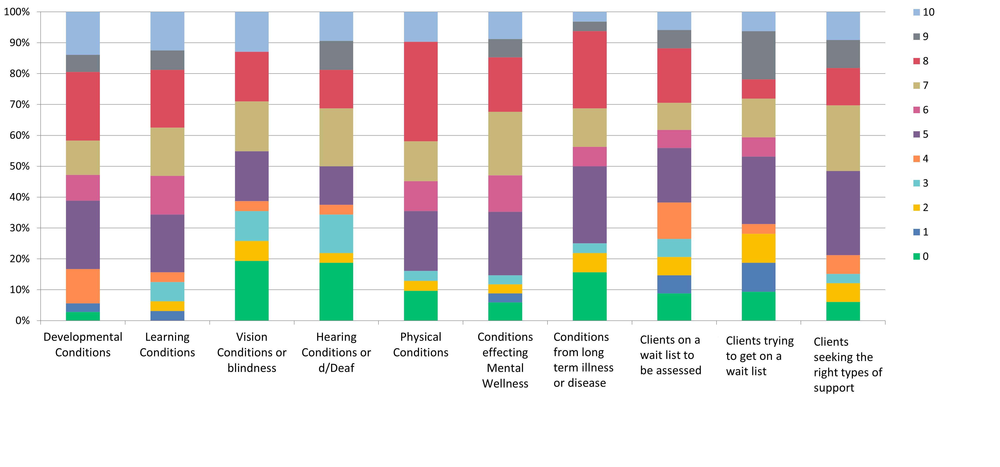 100%
90%
80%
70%
60%
50%
40%
30%
20%
10%
0%
Developmental
Conditions
Learning
Conditions
Vision
Conditions or
blindness
Hearing
Conditions or
d/Deaf
Physical
Conditions
Conditions
effecting
Mental
Wellness
Conditions
from long
term illness
or disease
Clients on a
wait list to
be assessed
Clients trying
to get on a
wait list
Clients
seeking the
right types of
support
10
9
8
7
6
5
4
3
2
1
0